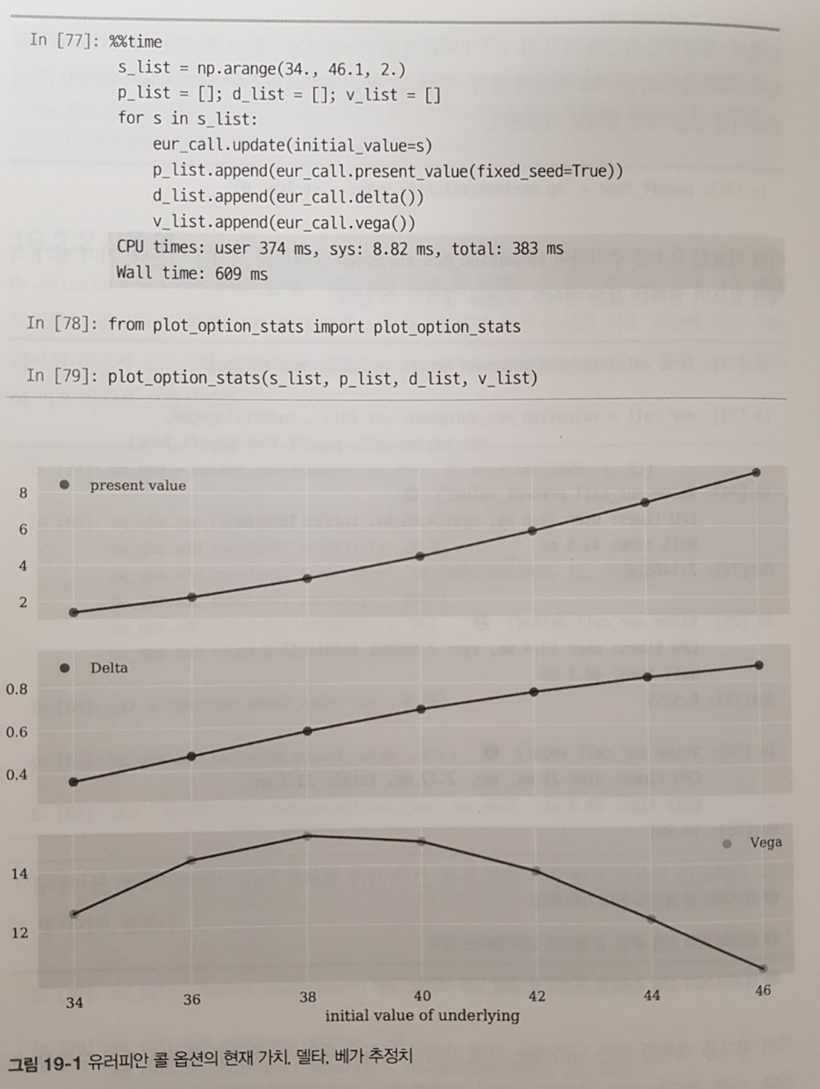 In [77]: %%time
s_list = np.arange(34., 46.1, 2.)
p_list = []; d_list = []; v_list = []
for s in s_list:
eur_call.update(initial_value=s)
p_list.append(eur_call.present_value(fixed_seed=True))
d_list.append(eur_call.delta())
v_list.append(eur_call.vega())
CPU times: user 374 ms, sys: 8.82 ms, total: 383 ms
Wall time: 609 ms
In [78]: from plot_option_stats import plot_option_stats
In [79]: plot_option_stats(s_list, p_list, d_list, v_list)
present value
8
6
4
2
Delta
0.8
0.6
0.4
Vega
14
12
34 36 38 40 42 44 46
initial value of underlying
그림 19-1 유러피안 콜 옵션의 현재 가치, 델타, 베가 추정치